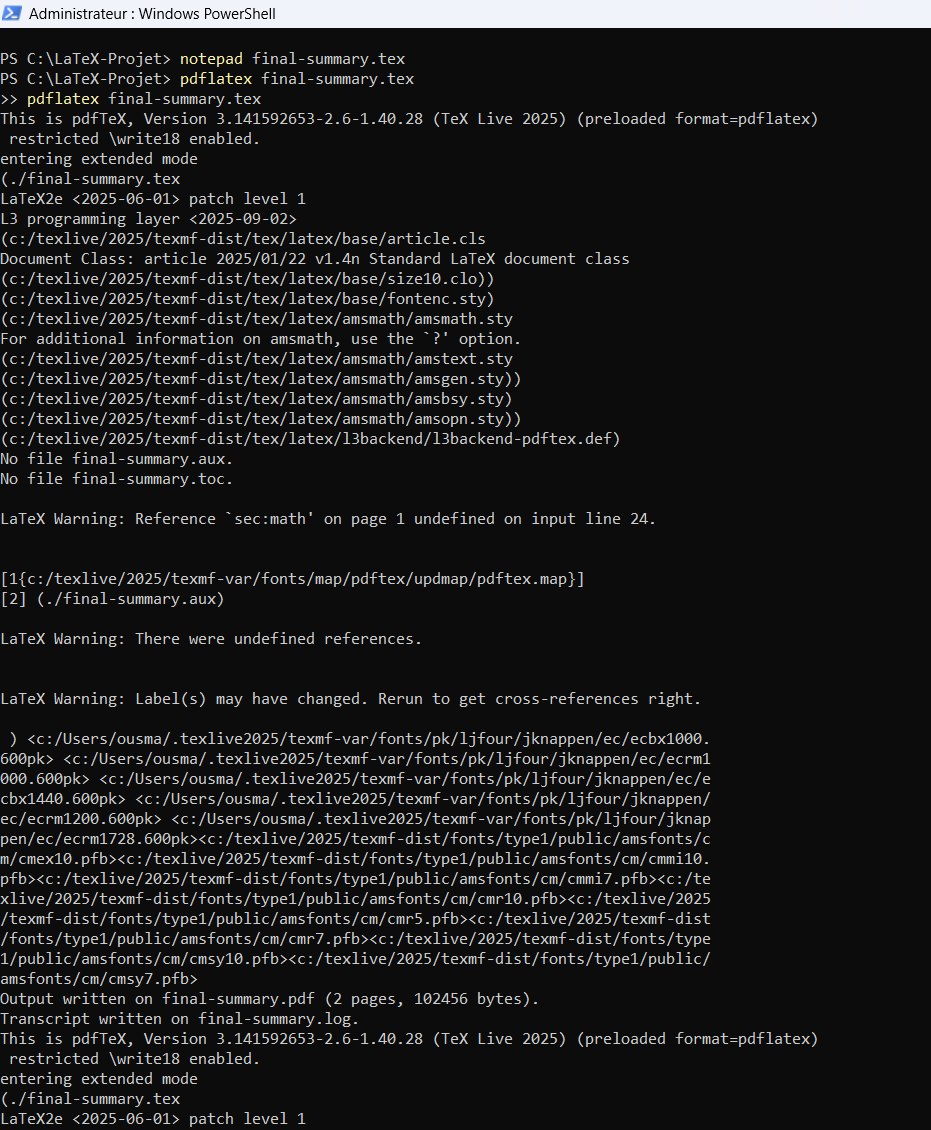 Administrateur : Windows PowerShell
PS C:\LaTeX-Projet> notepad final-summary.tex
PS C:\LaTeX-Projet> pdflatex final-summary.tex
>> pdflatex final-summary.tex
This is pdfTeX, Version 3.141592653-2.6-1.40.28 (TeX Live 2025) (preloaded format=pdflatex)
 restricted \write18 enabled.
entering extended mode
(./final-summary.tex
LaTeX2e <2025-06-01> patch level 1
L3 programming layer <2025-09-02>
(c:/texlive/2025/texmf-dist/tex/latex/base/article.cls
Document Class: article 2025/01/22 v1.4n Standard LaTeX document class
(c:/texlive/2025/texmf-dist/tex/latex/base/size10.clo))
(c:/texlive/2025/texmf-dist/tex/latex/base/fontenc.sty)
(c:/texlive/2025/texmf-dist/tex/latex/amsmath/amsmath.sty
For additional information on amsmath, use the `?' option.
(c:/texlive/2025/texmf-dist/tex/latex/amsmath/amstext.sty
(c:/texlive/2025/texmf-dist/tex/latex/amsmath/amsgen.sty))
(c:/texlive/2025/texmf-dist/tex/latex/amsmath/amsbsy.sty)
(c:/texlive/2025/texmf-dist/tex/latex/amsmath/amsopn.sty))
(c:/texlive/2025/texmf-dist/tex/latex/l3backend/l3backend-pdftex.def)
No file final-summary.aux.
No file final-summary.toc.
LaTeX Warning: Reference `sec:math' on page 1 undefined on input line 24.
[1{c:/texlive/2025/texmf-var/fonts/map/pdftex/updmap/pdftex.map}]
[2] (./final-summary.aux)
LaTeX Warning: There were undefined references.
LaTeX Warning: Label(s) may have changed. Rerun to get cross-references right.
 ) <c:/Users/ousma/.texlive2025/texmf-var/fonts/pk/ljfour/jknappen/ec/ecbx1000.
600pk> <c:/Users/ousma/.texlive2025/texmf-var/fonts/pk/ljfour/jknappen/ec/ecrm1
000.600pk> <c:/Users/ousma/.texlive2025/texmf-var/fonts/pk/ljfour/jknappen/ec/e
cbx1440.600pk> <c:/Users/ousma/.texlive2025/texmf-var/fonts/pk/ljfour/jknappen/
ec/ecrm1200.600pk> <c:/Users/ousma/.texlive2025/texmf-var/fonts/pk/ljfour/jknap
pen/ec/ecrm1728.600pk><c:/texlive/2025/texmf-dist/fonts/type1/public/amsfonts/c
m/cmex10.pfb><c:/texlive/2025/texmf-dist/fonts/type1/public/amsfonts/cm/cmmi10.
pfb><c:/texlive/2025/texmf-dist/fonts/type1/public/amsfonts/cm/cmmi7.pfb><c:/te
xlive/2025/texmf-dist/fonts/type1/public/amsfonts/cm/cmr10.pfb><c:/texlive/2025
/texmf-dist/fonts/type1/public/amsfonts/cm/cmr5.pfb><c:/texlive/2025/texmf-dist
/fonts/type1/public/amsfonts/cm/cmr7.pfb><c:/texlive/2025/texmf-dist/fonts/type
1/public/amsfonts/cm/cmsy10.pfb><c:/texlive/2025/texmf-dist/fonts/type1/public/
amsfonts/cm/cmsy7.pfb>
Output written on final-summary.pdf (2 pages, 102456 bytes).
Transcript written on final-summary.log.
This is pdfTeX, Version 3.141592653-2.6-1.40.28 (TeX Live 2025) (preloaded format=pdflatex)
 restricted \write18 enabled.
entering extended mode
(./final-summary.tex
LaTeX2e <2025-06-01> patch level 1